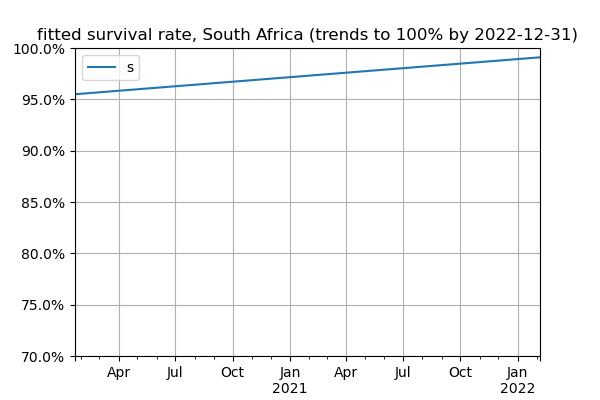 fitted survival rate, South Africa (trends to 100% by 2022-12-31)
100.0%
s
95.0%
90.0%
85.0%
80.0%
75.0%
70.0%
Apr Jul Oct Jan Apr Jul Oct Jan
2021 2022